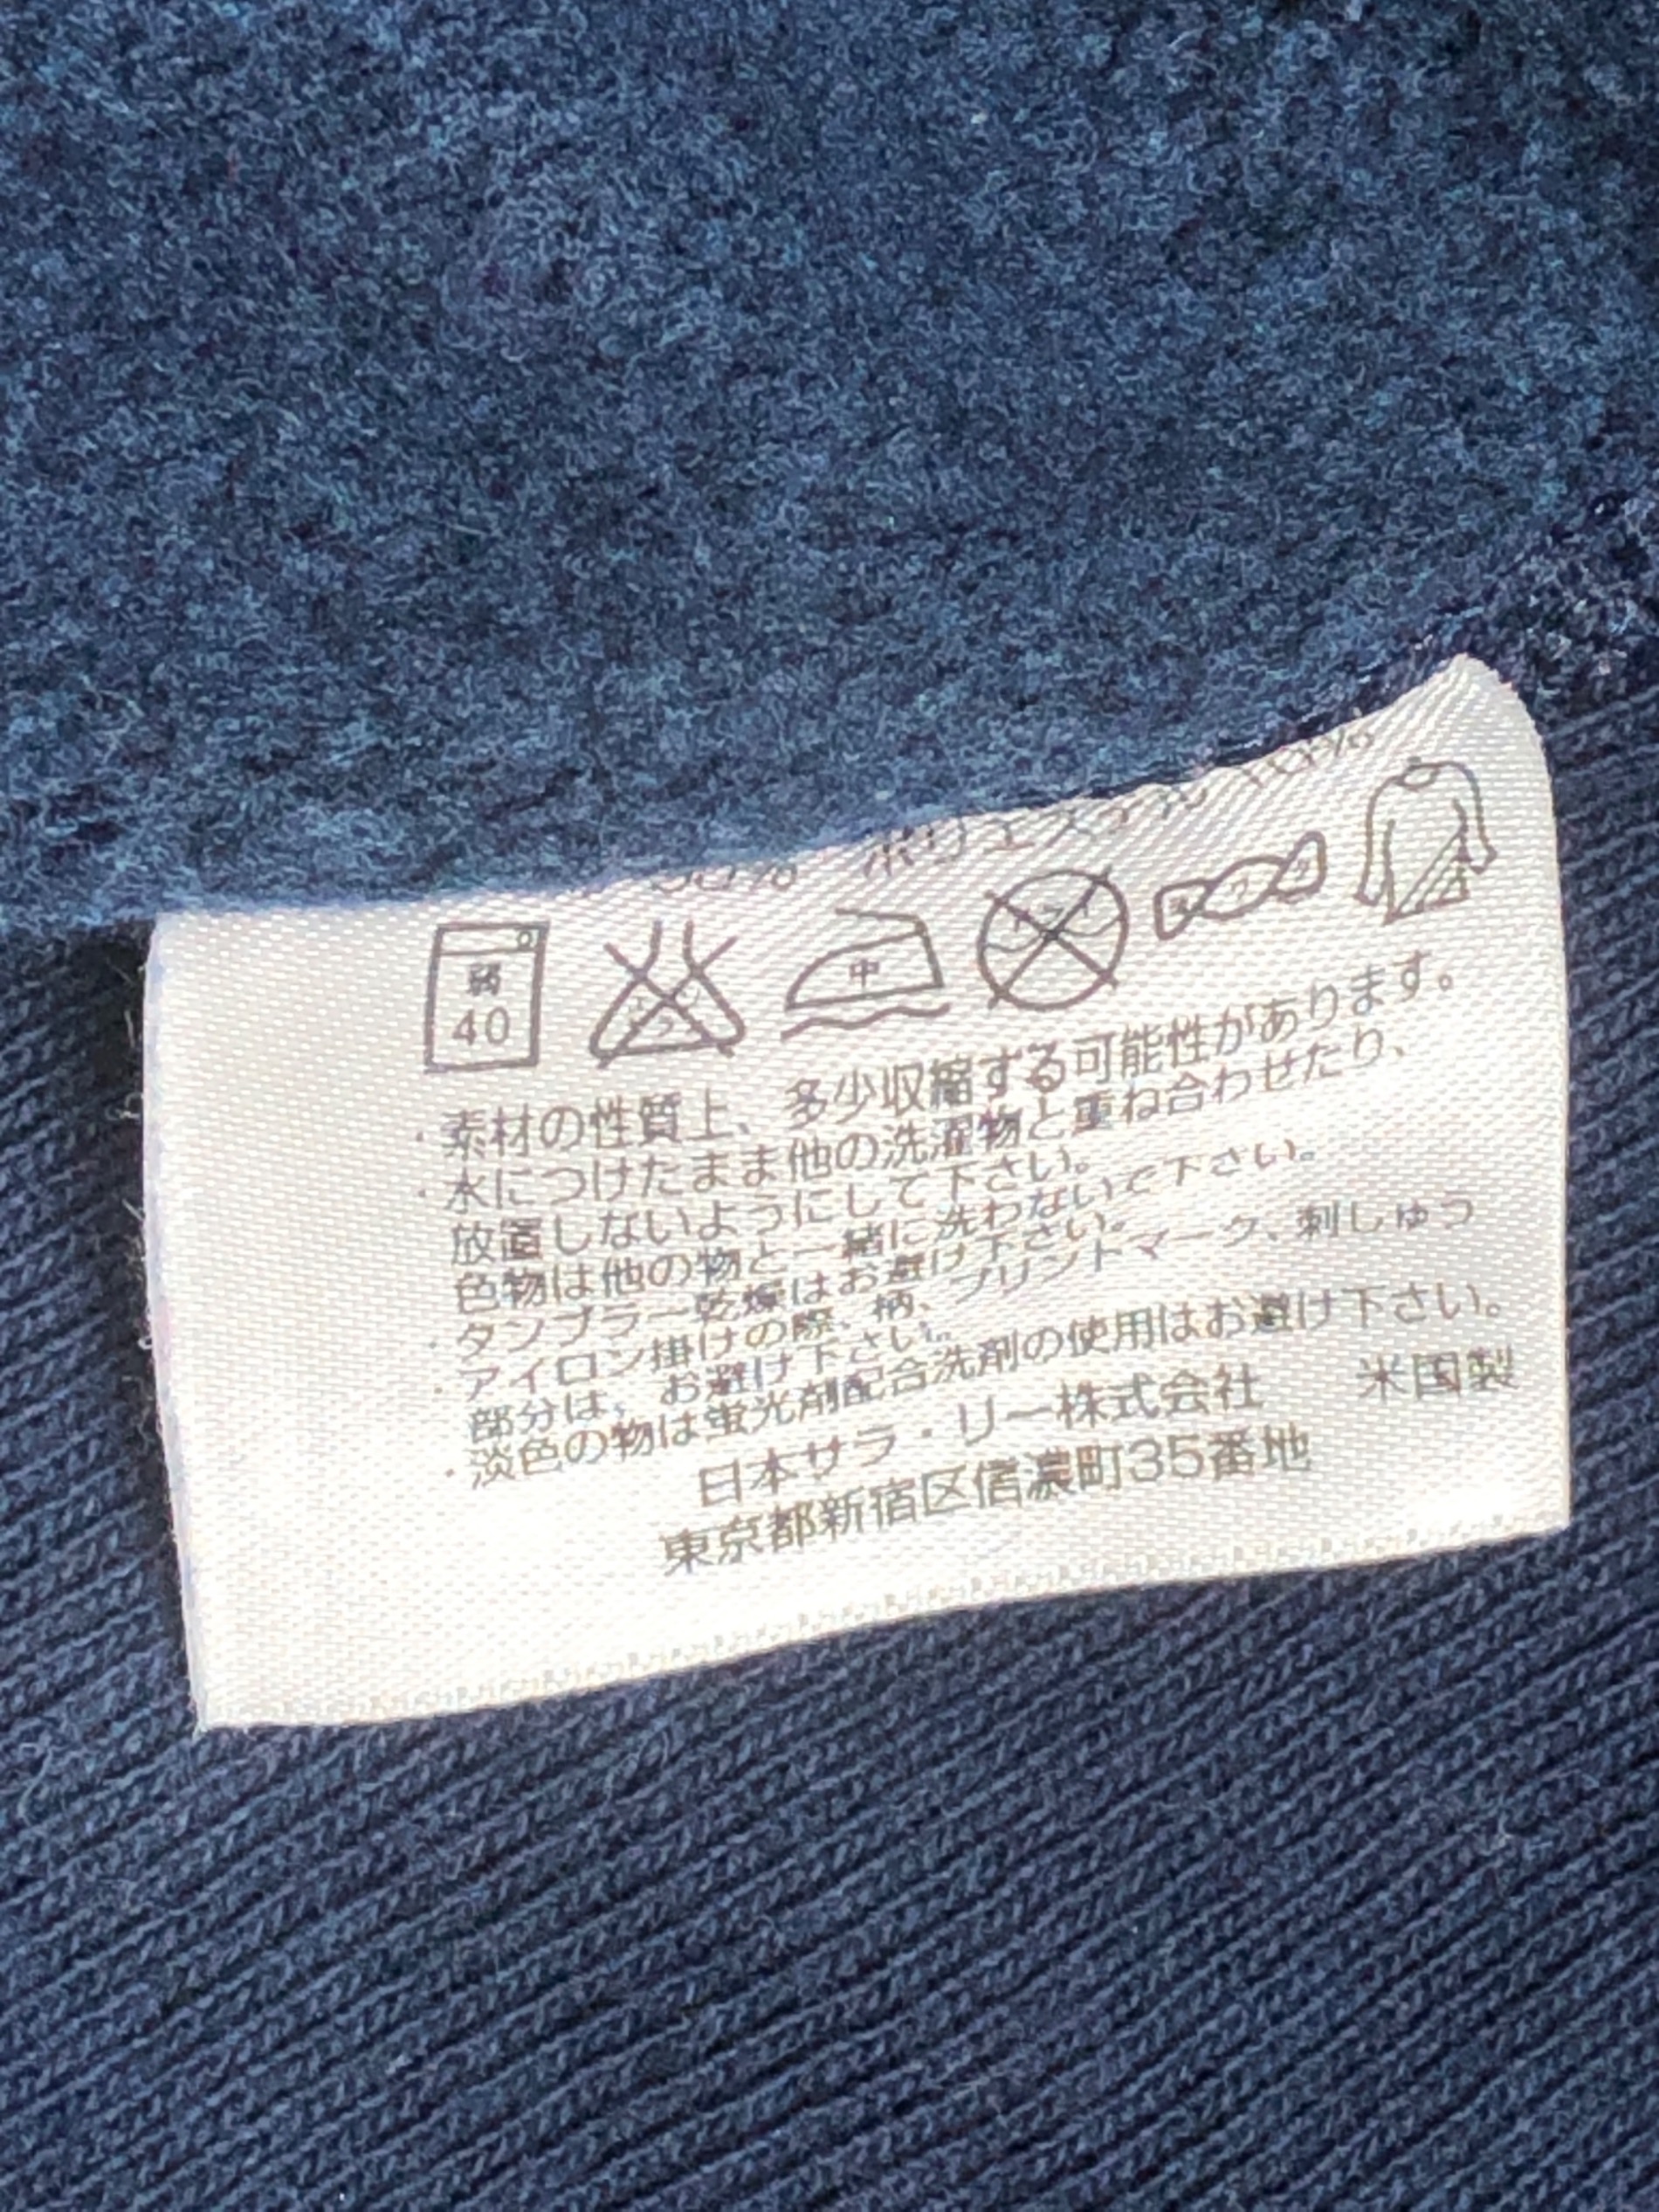 ポリエステル 10%
弱
40
中
・素材の性質上、多少収縮する可能性があります。
・水につけたまま他の洗濯物と重ね合わせたり、
放置しないようにして下さい。
色物は他の物と一緒に洗わないで下さい。
・タンブラー乾燥はお避け下さい。
・アイロン掛けの際、柄、プリントマーク、刺しゅう
部分は、お避け下さい。
・淡色の物は蛍光剤配合洗剤の使用はお避け下さい。
日本サラ・リー株式会社 米国製
東京都新宿区信濃町35番地